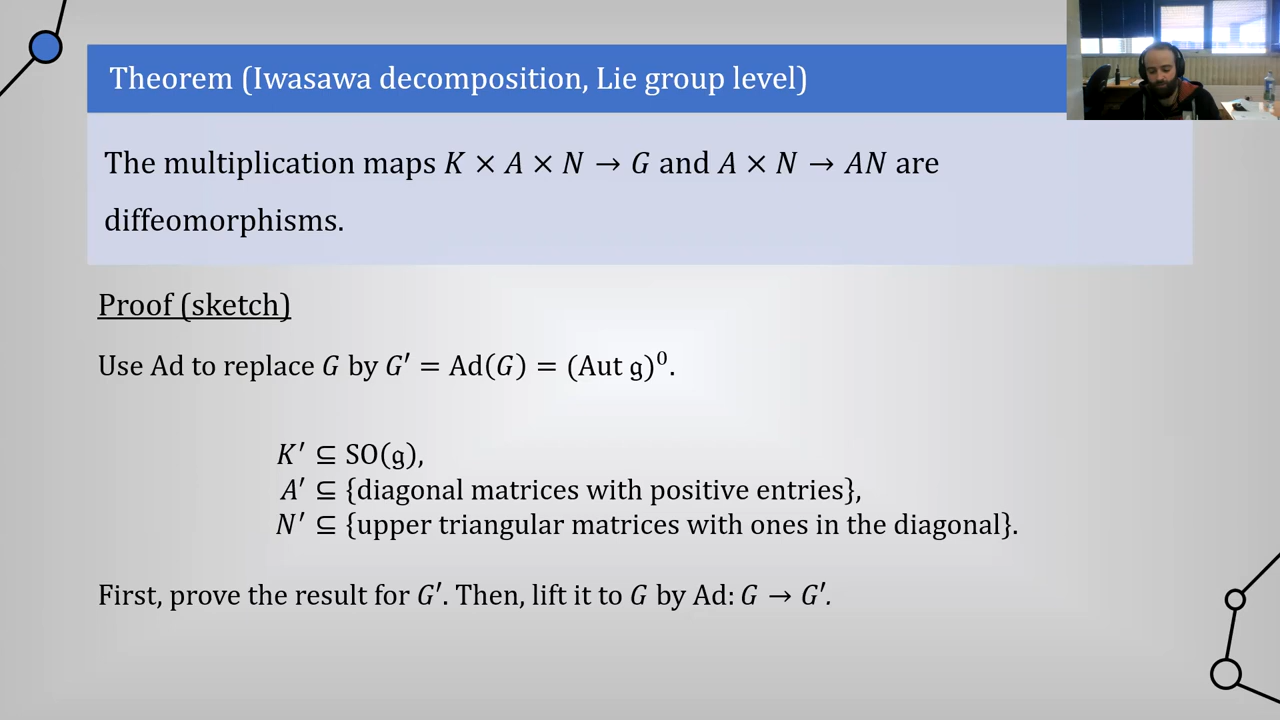 Theorem (Iwasawa decomposition, Lie group level)
The multiplication maps 𝐾 × 𝐴 × 𝑁 → 𝐺 and 𝐴 × 𝑁 → 𝐴𝑁 are
diffeomorphisms.
Proof (sketch)
Use Ad to replace 𝐺 by 𝐺′ = Ad(𝐺) = (Aut 𝔤)⁰.
𝐾′ ⊆ SO(𝔤),
𝐴′ ⊆ {diagonal matrices with positive entries},
𝑁′ ⊆ {upper triangular matrices with ones in the diagonal}.
First, prove the result for 𝐺′. Then, lift it to 𝐺 by Ad: 𝐺 → 𝐺′.